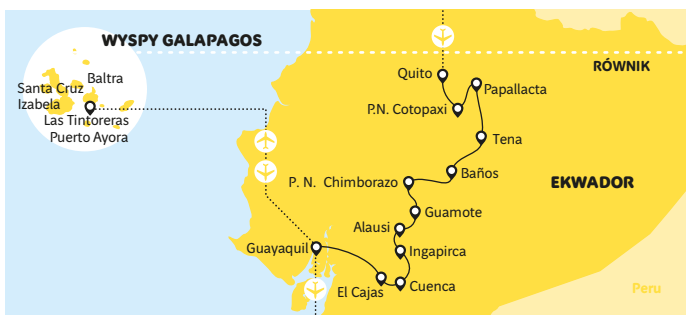 WYSPY GALAPAGOS
Baltra
Santa Cruz
Izabela
Las Tintoreras
Puerto Ayora
Quito
RÓWNIK
Papallacta
P.N. Cotopaxi
Tena
Baños
P. N. Chimborazo
EKWADOR
Guamote
Alausi
Guayaquil
Ingapirca
El Cajas
Cuenca
Peru